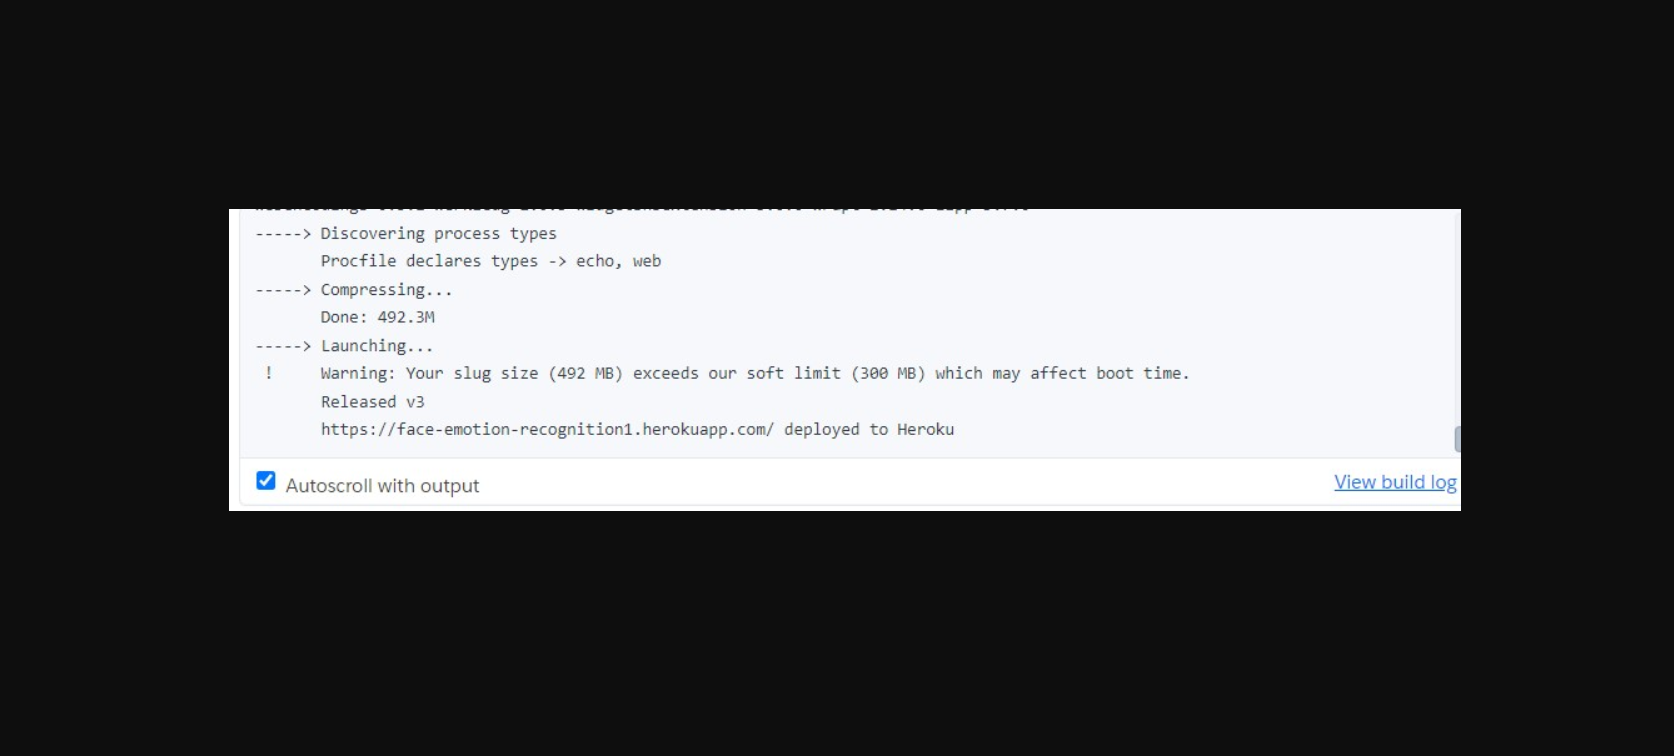 -----> Discovering process types
Procfile declares types -> echo, web
-----> Compressing...
Done: 492.3M
-----> Launching...
! Warning: Your slug size (492 MB) exceeds our soft limit (300 MB) which may affect boot time.
Released v3
https://face-emotion-recognition1.herokuapp.com/ deployed to Heroku
Autoscroll with output
View build log